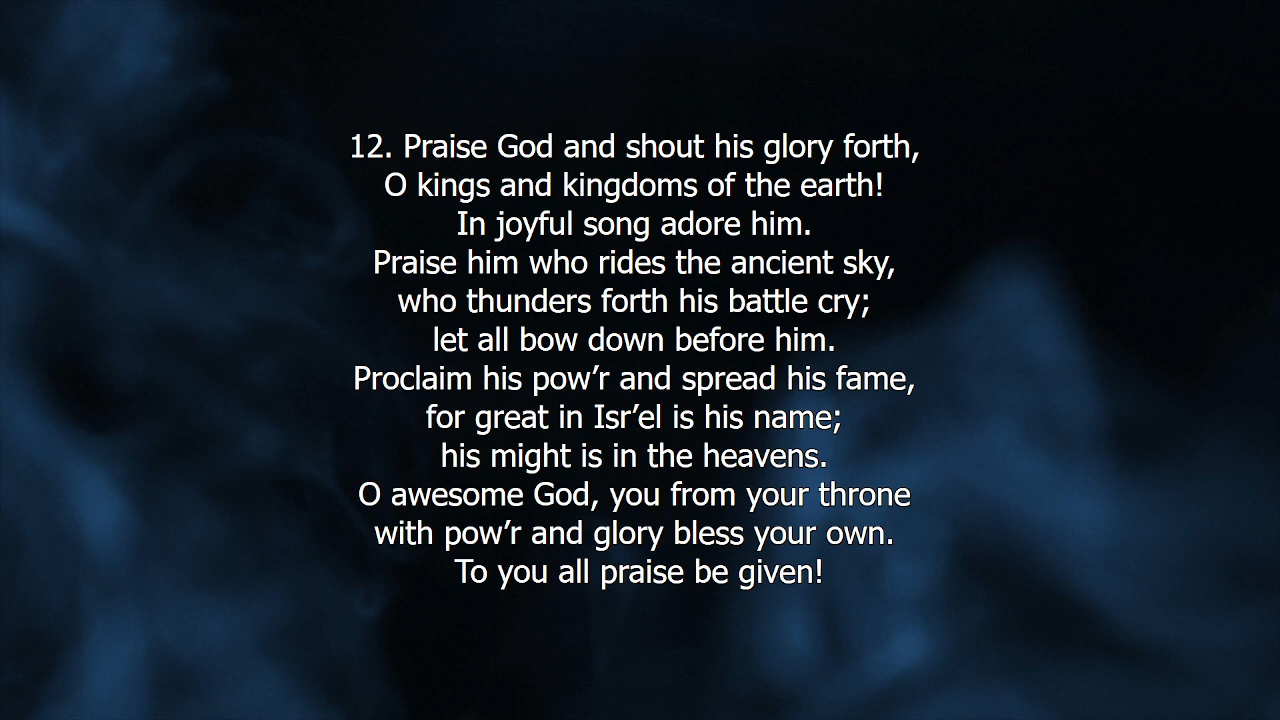 12. Praise God and shout his glory forth,
O kings and kingdoms of the earth!
In joyful song adore him.
Praise him who rides the ancient sky,
who thunders forth his battle cry;
let all bow down before him.
Proclaim his pow’r and spread his fame,
for great in Isr’el is his name;
his might is in the heavens.
O awesome God, you from your throne
with pow’r and glory bless your own.
To you all praise be given!